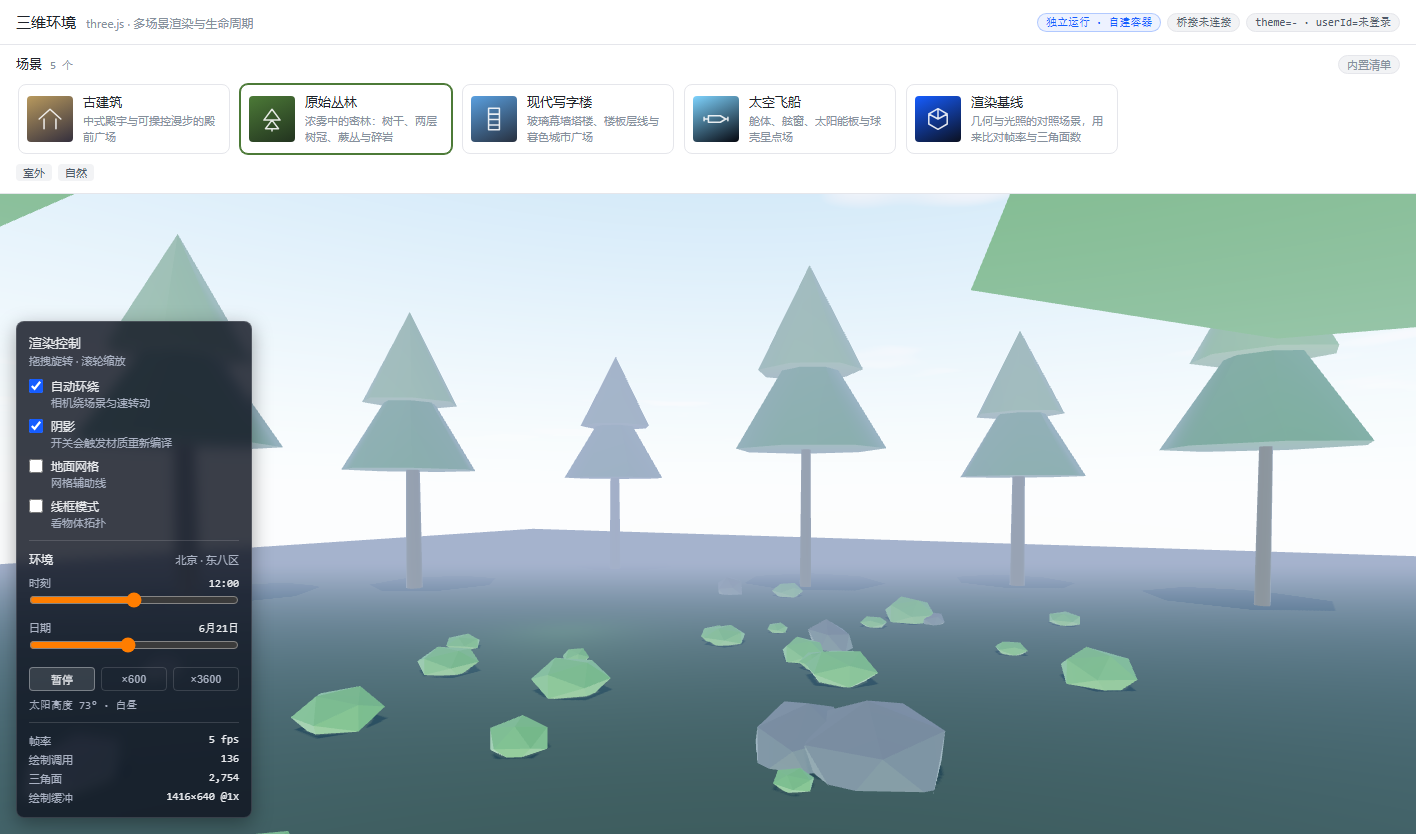 三维环境 three.js · 多场景渲染与生命周期
独立运行 · 自建容器 桥接未连接 theme=- · userId=未登录
场景 5 个 内置清单
古建筑
中式殿宇与可操控漫步的殿
前广场
原始丛林
浓雾中的密林: 树干、两层
树冠、蕨丛与碎岩
现代写字楼
玻璃幕墙塔楼、楼板层线与
暮色城市广场
太空飞船
舱体、舷窗、太阳能板与球
壳星点场
渲染基线
几何与光照的对照场景，用
来比对帧率与三角面数
室外 自然
渲染控制
拖拽旋转 · 滚轮缩放
自动环绕
相机绕场景匀速转动
阴影
开关会触发材质重新编译
地面网格
网格辅助线
线框模式
看物体拓扑
环境 北京 · 东八区
时刻 12:00
日期 6月21日
暂停 ×600 ×3600
太阳高度 73° · 白昼
帧率 5 fps
绘制调用 136
三角面 2,754
绘制缓冲 1416×640 @1x